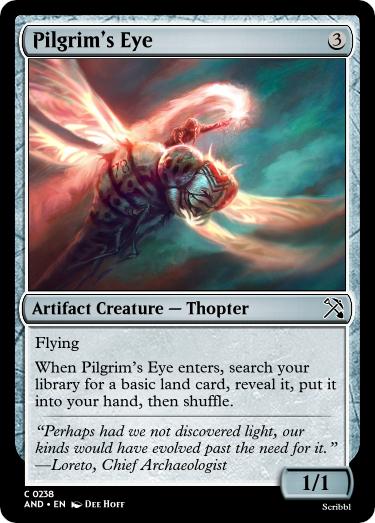 Pilgrim's Eye 3
Artifact Creature — Thopter
Flying
When Pilgrim's Eye enters, search your
library for a basic land card, reveal it, put it
into your hand, then shuffle.
“Perhaps had we not discovered light, our
kinds would have evolved past the need for it.”
—Loreto, Chief Archaeologist
1/1
C 0238
AND • EN Dee Hoff
Scribbl